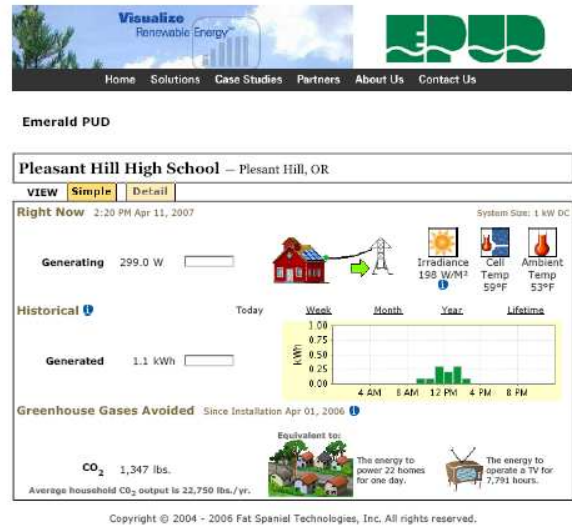 Visualize
Renewable Energy
EPUD
Home Solutions Case Studies Partners About Us Contact Us
Emerald PUD
Pleasant Hill High School – Plesant Hill, OR
VIEW Simple Detail
Right Now 2:20 PM Apr 11, 2007 System Size: 1 kW DC
Generating 299.0 W
Irradiance Cell Ambient
198 W/M² Temp Temp
59°F 53°F
Historical Today Week Month Year Lifetime
1.00
0.75
0.50
0.25
0.00
kWh
4 AM 8 AM 12 PM 4 PM 8 PM
Generated 1.1 kWh
Greenhouse Gases Avoided Since Installation Apr 01, 2006
Equivalent to:
CO₂ 1,347 lbs.
The energy to
power 22 homes
for one day.
The energy to
operate a TV for
7,791 hours.
Average household CO₂ output is 22,750 lbs./yr.
Copyright © 2004 - 2006 Fat Spaniel Technologies, Inc. All rights reserved.